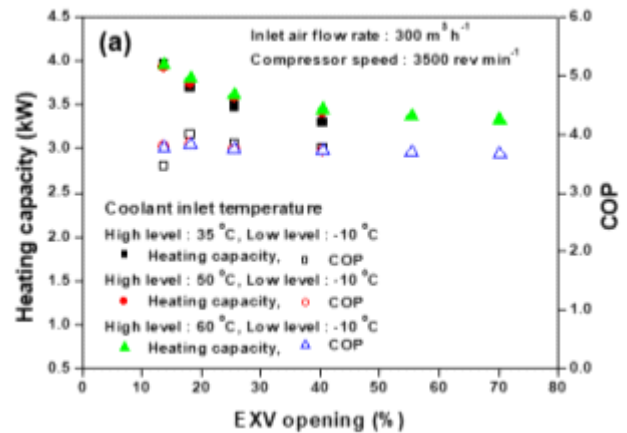 (a)
Inlet air flow rate : 300 m³ h⁻¹
Compressor speed : 3500 rev min⁻¹
Heating capacity (kW)
4.5
4.0
3.5
3.0
2.5
2.0
1.5
1.0
0.5
6.0
5.0
4.0
3.0
2.0
1.0
0.0
COP
Coolant inlet temperature
High level : 35 °C, Low level : -10 °C
Heating capacity, COP
High level : 50 °C, Low level : -10 °C
Heating capacity, COP
High level : 60 °C, Low level : -10 °C
Heating capacity, COP
0 10 20 30 40 50 60 70 80
EXV opening (%)